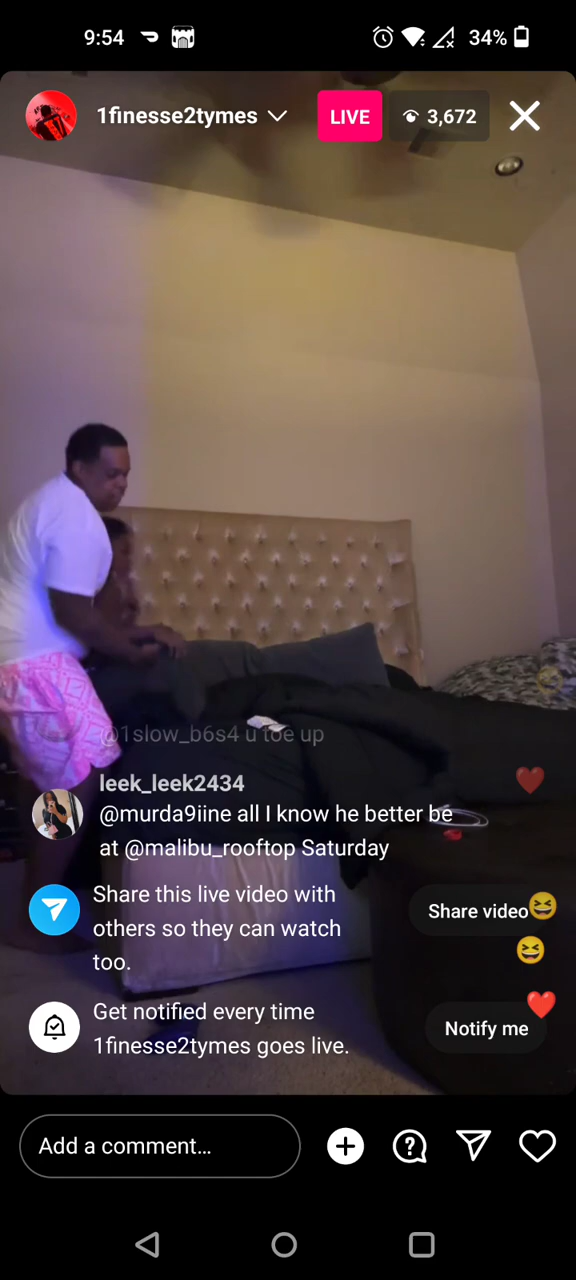 9:54
34%
1finesse2tymes
LIVE
3,672
@1slow_b6s4 u toe up
leek_leek2434
@murda9iine all I know he better be
at @malibu_rooftop Saturday
Share this live video with
others so they can watch
too.
Share video
Get notified every time
1finesse2tymes goes live.
Notify me
Add a comment...